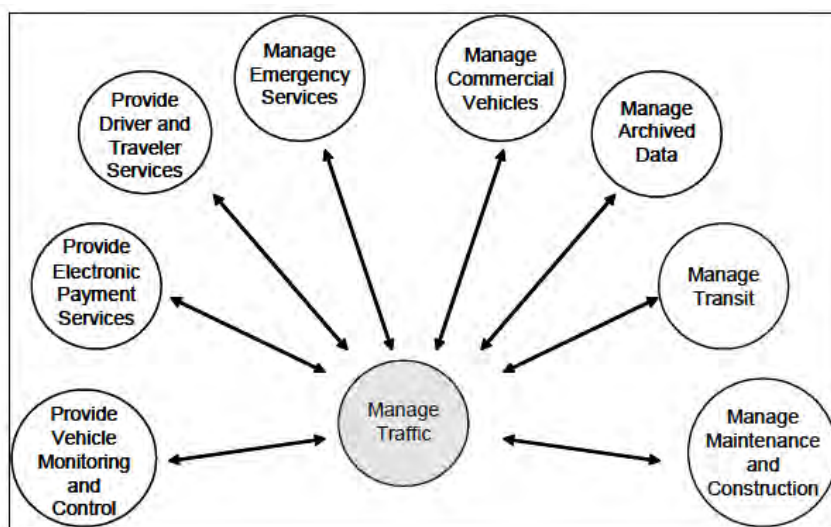 Manage
Emergency
Services
Manage
Commercial
Vehicles
Provide
Driver and
Traveler
Services
Manage
Archived
Data
Provide
Electronic
Payment
Services
Manage
Transit
Manage
Traffic
Provide
Vehicle
Monitoring
and
Control
Manage
Maintenance
and
Construction